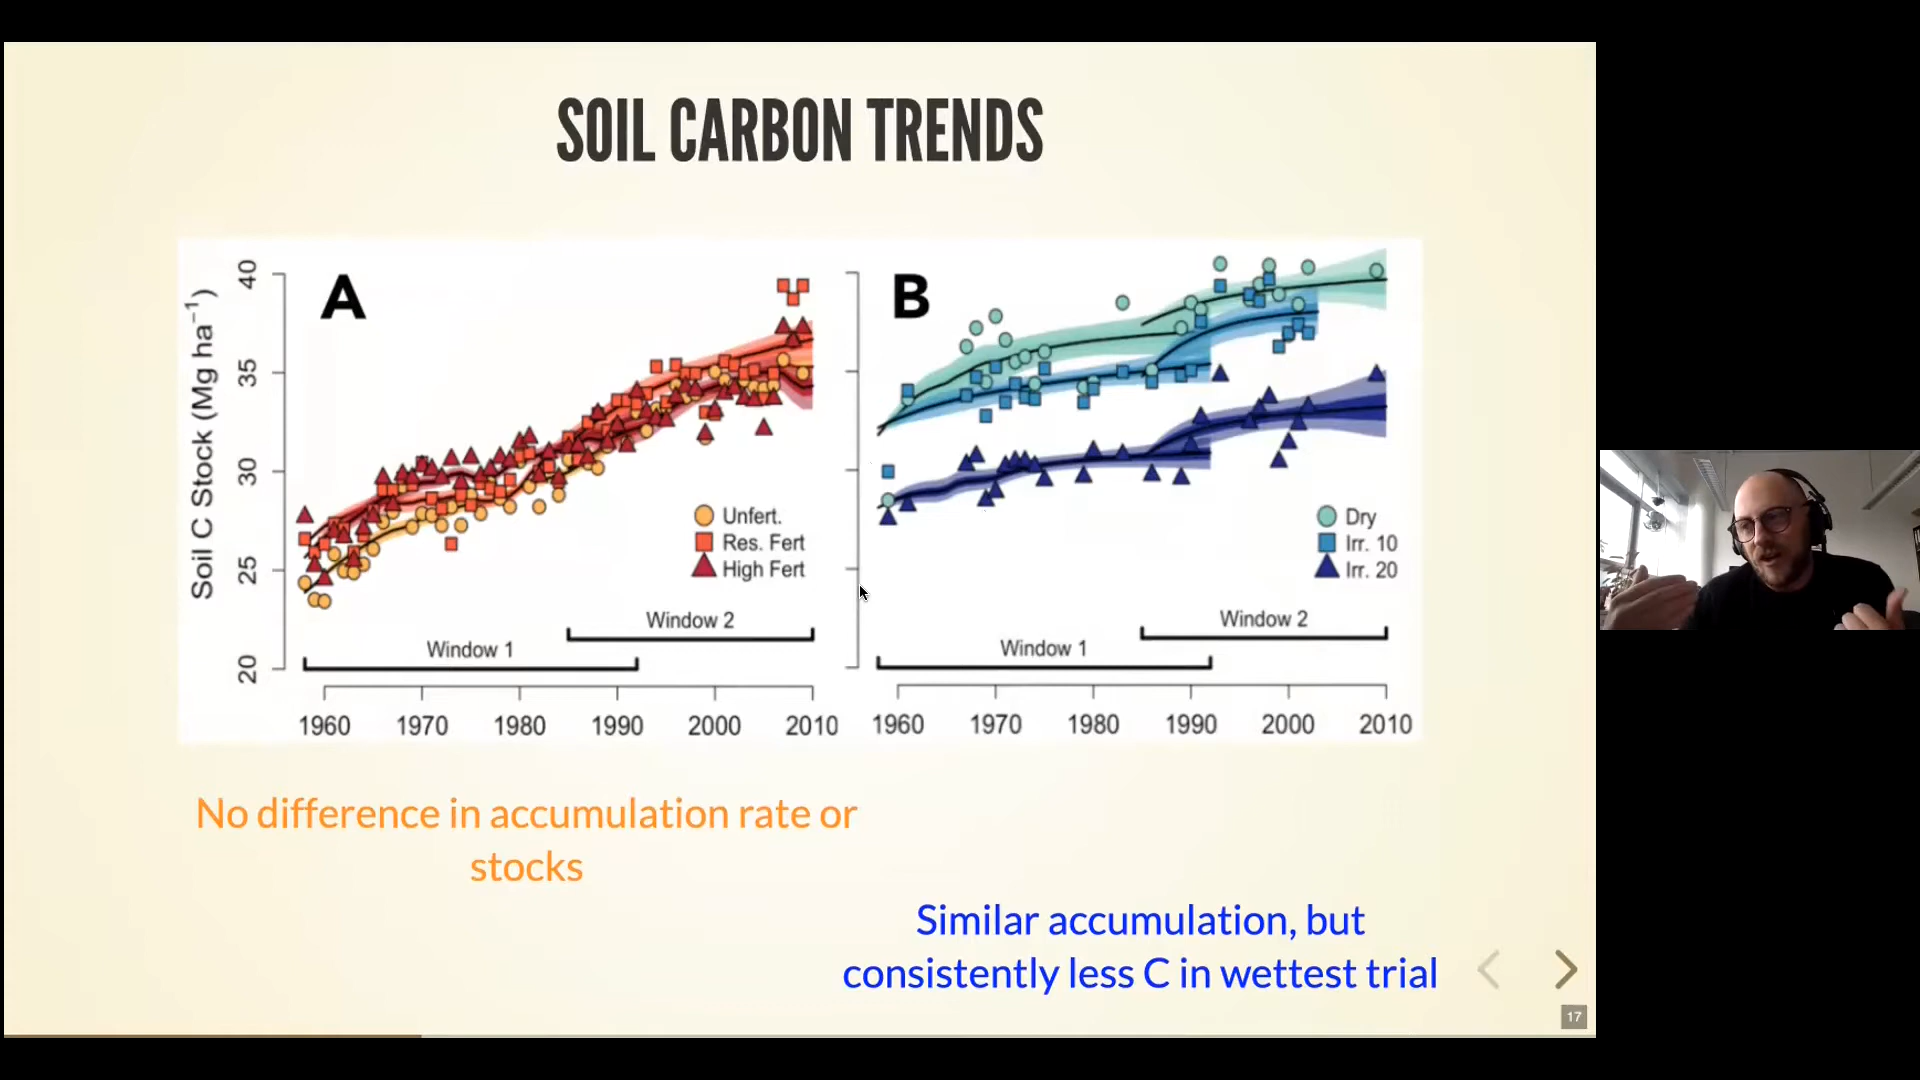 SOIL CARBON TRENDS
Soil C Stock (Mg ha⁻¹)
40
35
30
25
20
A
Unfert.
Res. Fert
High Fert
Window 2
Window 1
1960 1970 1980 1990 2000 2010
B
Dry
Irr. 10
Irr. 20
Window 2
Window 1
1960 1970 1980 1990 2000 2010
No difference in accumulation rate or
stocks
Similar accumulation, but
consistently less C in wettest trial
17